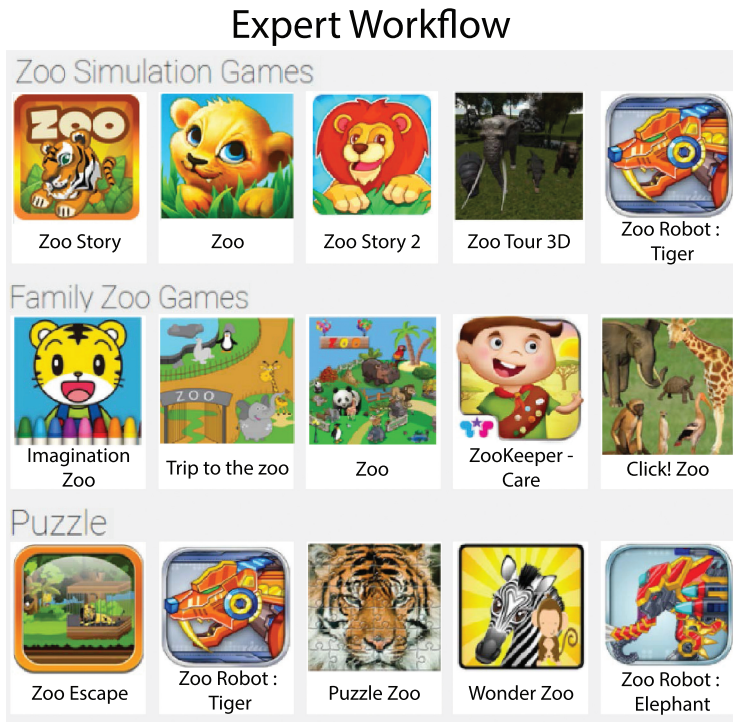 Expert Workflow
Zoo Simulation Games
ZOO
Zoo Story
Zoo
Zoo Story 2
Zoo Tour 3D
Zoo Robot :
Tiger
Family Zoo Games
ZOO
ZOO
Imagination
Zoo
Trip to the zoo
Zoo
ZooKeeper -
Care
Click! Zoo
Puzzle
Zoo Escape
Zoo Robot :
Tiger
Puzzle Zoo
Wonder Zoo
Zoo Robot :
Elephant